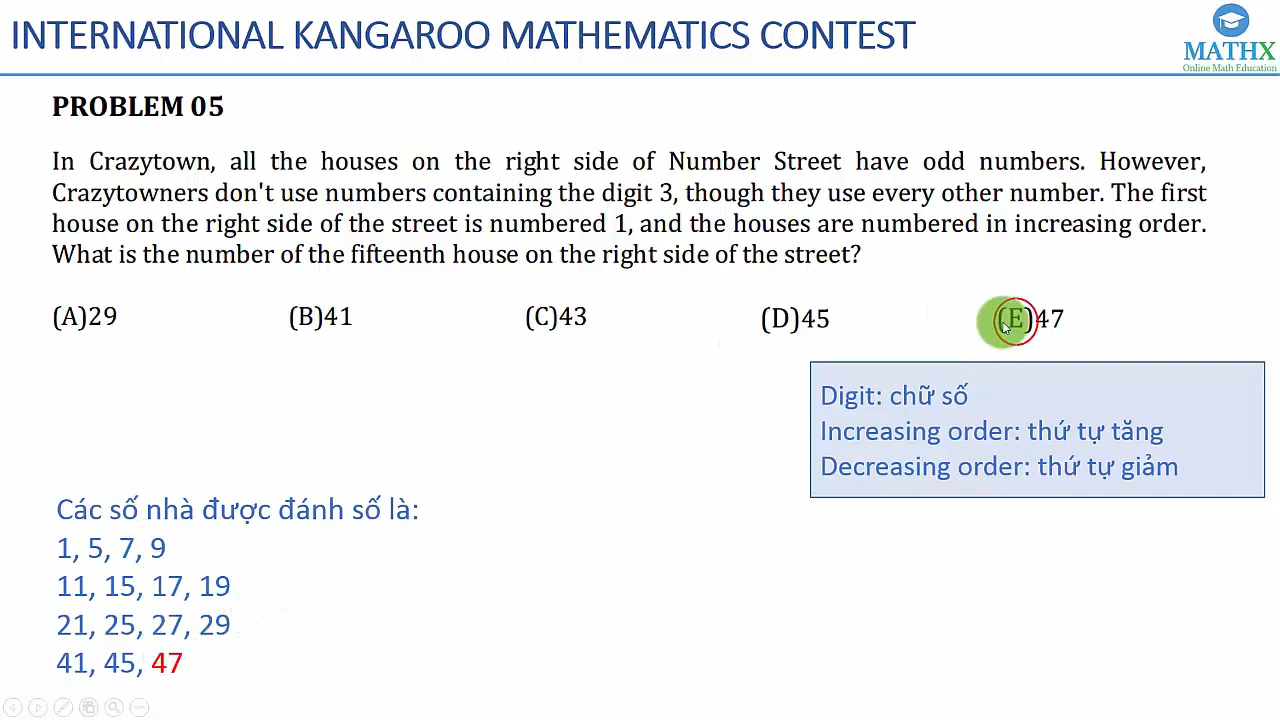 INTERNATIONAL KANGAROO MATHEMATICS CONTEST
MATHX
Online Math Education
PROBLEM 05
In Crazytown, all the houses on the right side of Number Street have odd numbers. However,
Crazytowners don't use numbers containing the digit 3, though they use every other number. The first
house on the right side of the street is numbered 1, and the houses are numbered in increasing order.
What is the number of the fifteenth house on the right side of the street?
(A)29 (B)41 (C)43 (D)45 (E)47
Digit: chữ số
Increasing order: thứ tự tăng
Decreasing order: thứ tự giảm
Các số nhà được đánh số là:
1, 5, 7, 9
11, 15, 17, 19
21, 25, 27, 29
41, 45, 47